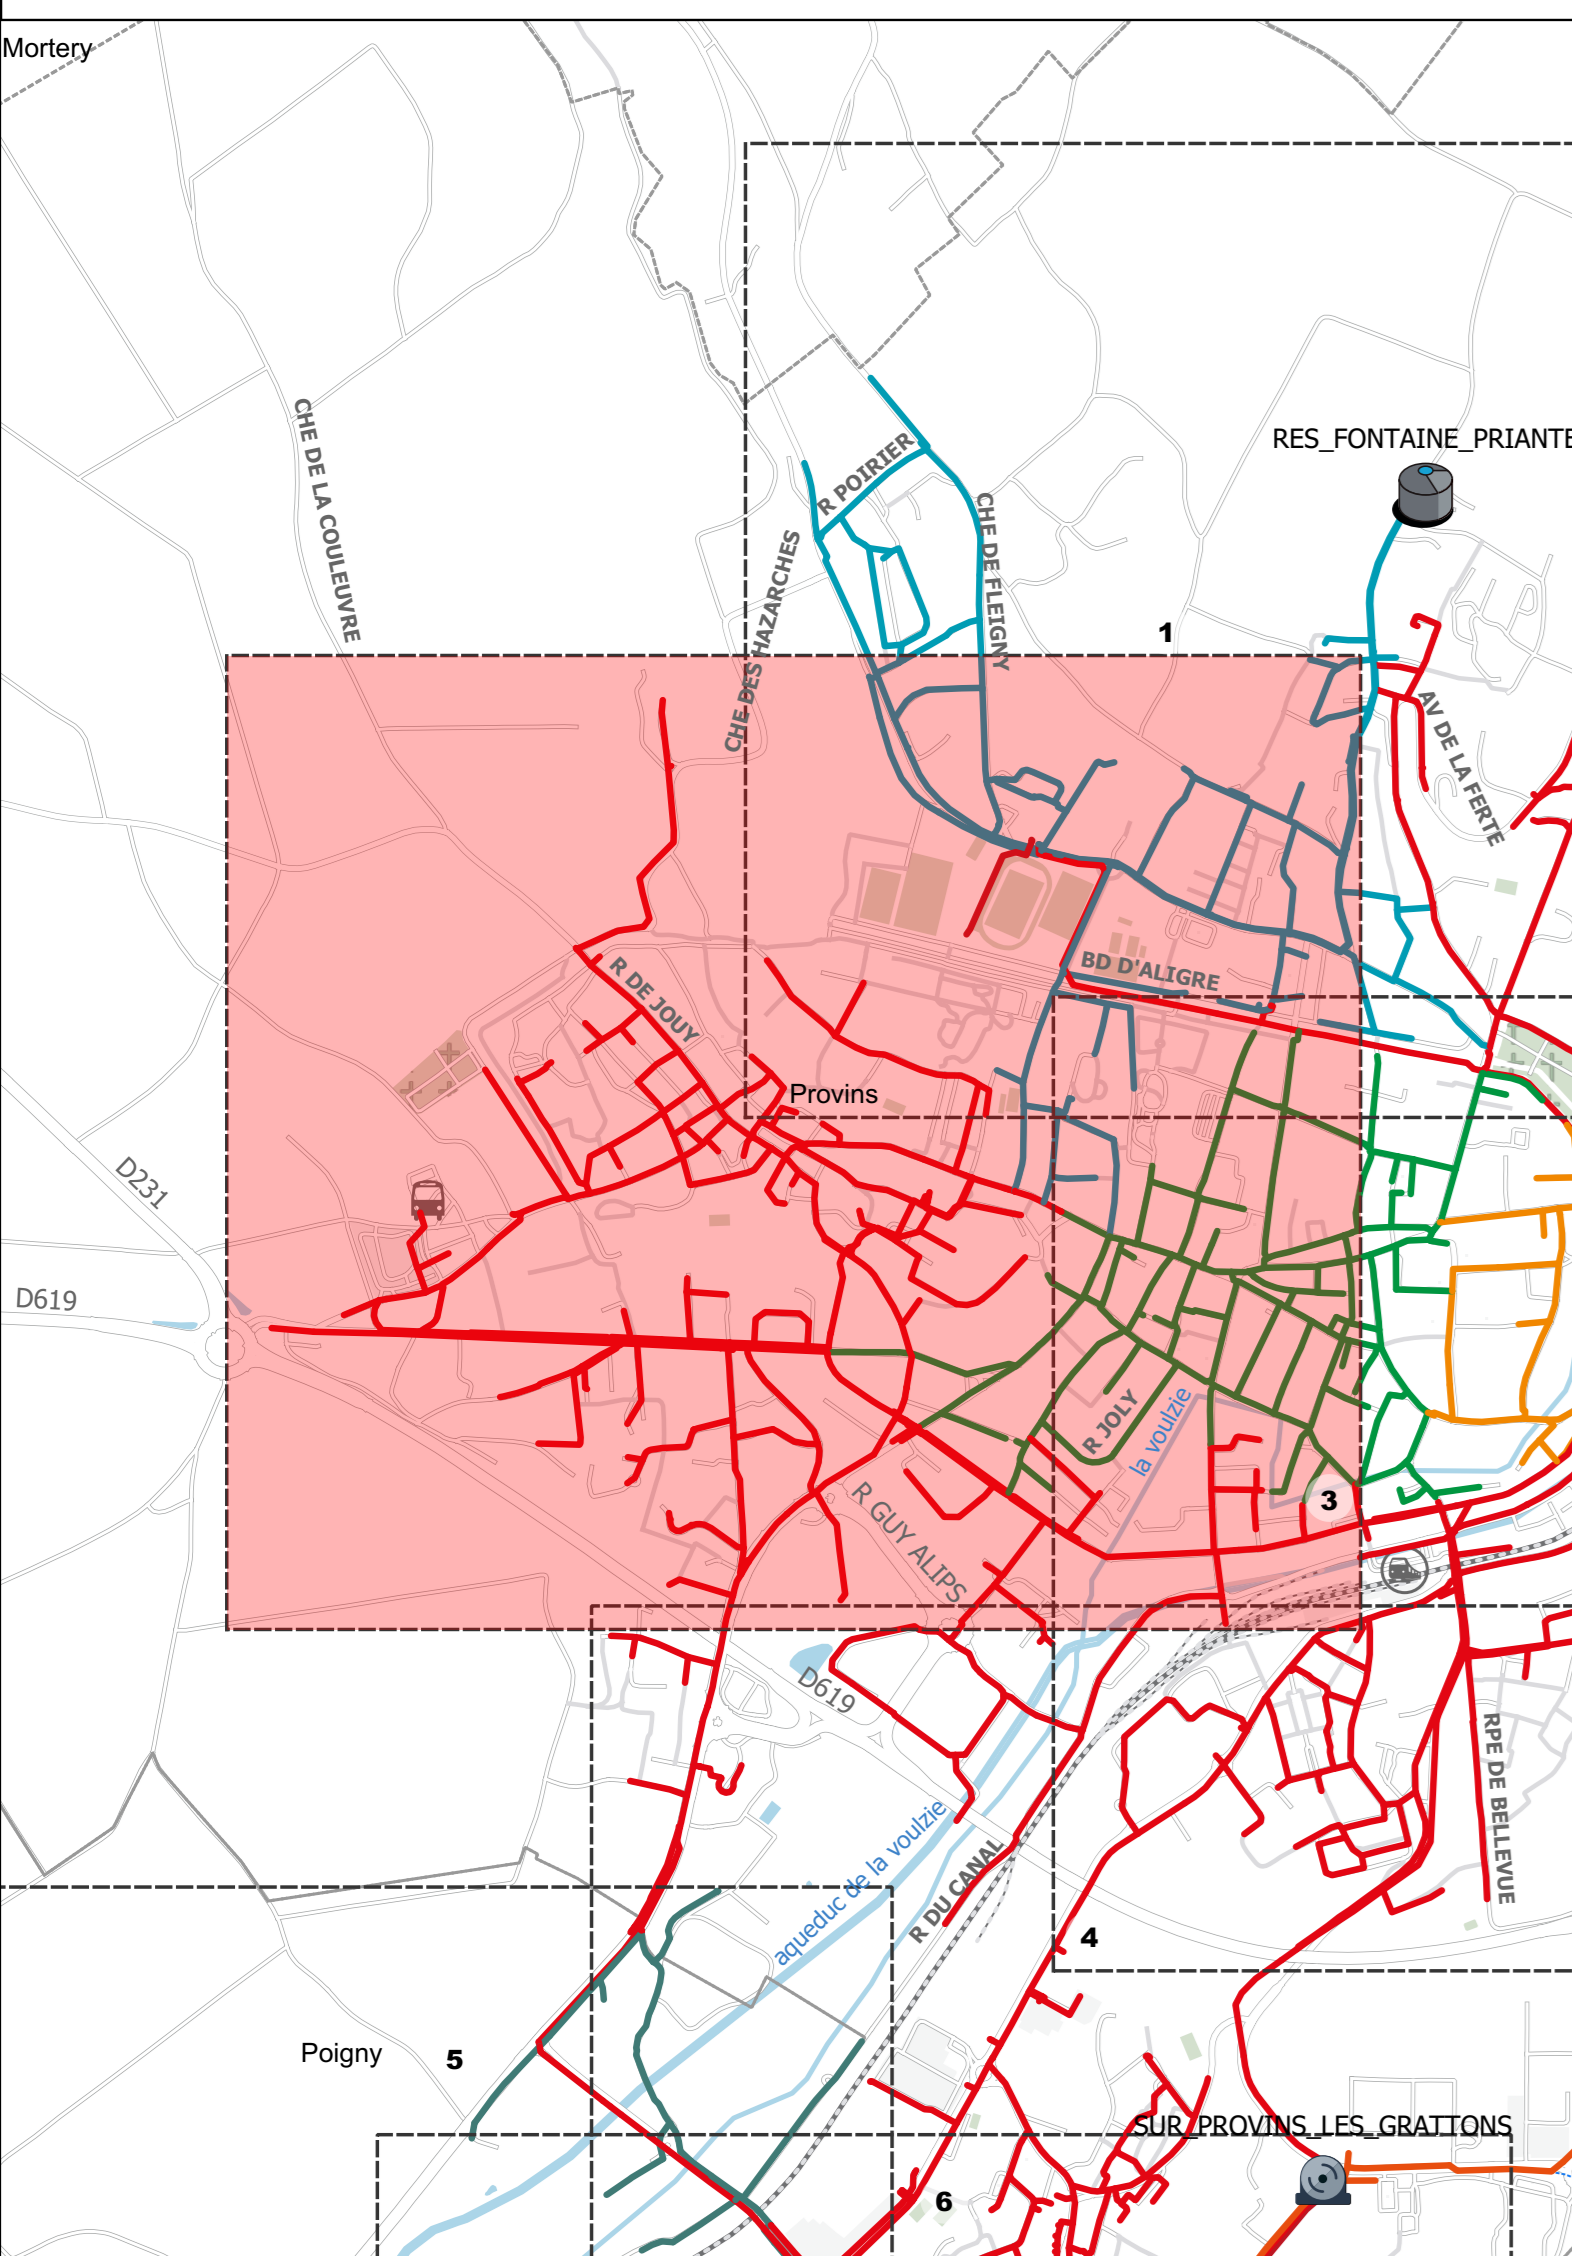 Mortery
RES_FONTAINE_PRIANTE
R POIRIER
CHE DE LA COULEUVRE
CHE DE FLEIGNY
CHE DES HAZARCHES
1
AV DE LA FERTE
R DE JOUY
BD D'ALIGRE
Provins
D231
D619
R JOLY
la voulzie
R GUY ALIPS
3
D619
RPE DE BELLEVUE
aqueduc de la voulzie
R DU CANAL
4
Poigny
5
SUR_PROVINS_LES_GRATTONS
6